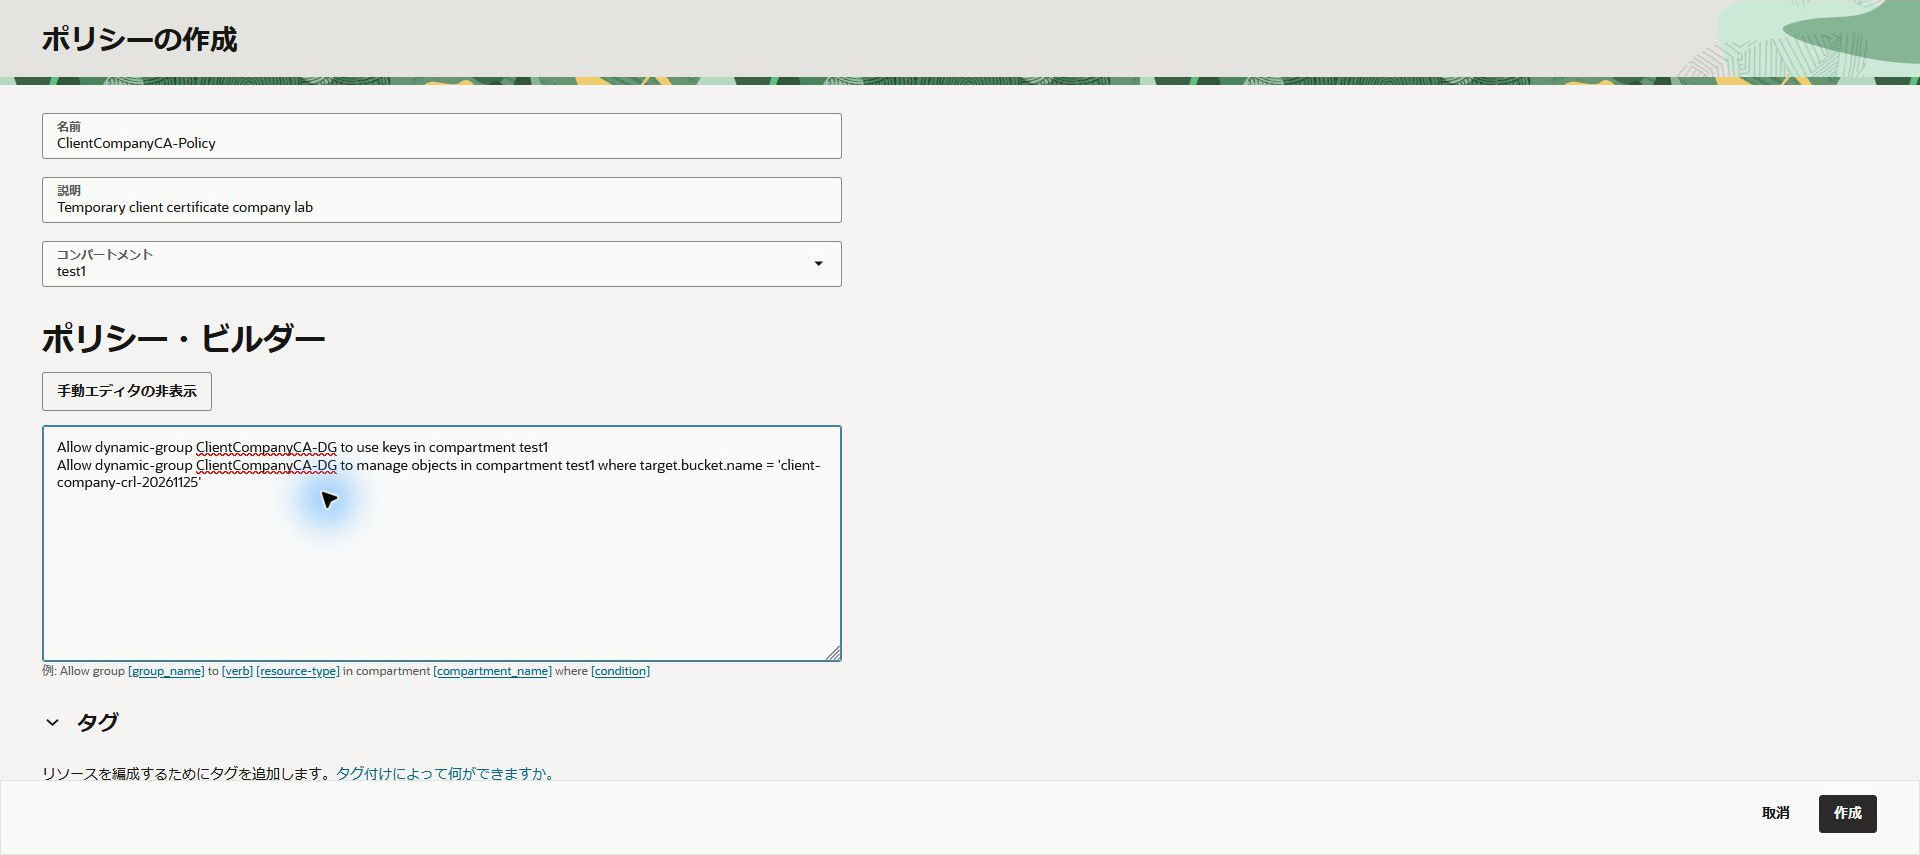 ポリシーの作成
名前
ClientCompanyCA-Policy
説明
Temporary client certificate company lab
コンパートメント
test1
ポリシー・ビルダー
手動エディタの非表示
Allow dynamic-group ClientCompanyCA-DG to use keys in compartment test1
Allow dynamic-group ClientCompanyCA-DG to manage objects in compartment test1 where target.bucket.name = 'client-
company-crl-20261125'
例: Allow group [group_name] to [verb] [resource-type] in compartment [compartment_name] where [condition]
タグ
リソースを編成するためにタグを追加します。タグ付けによって何ができますか。
取消
作成